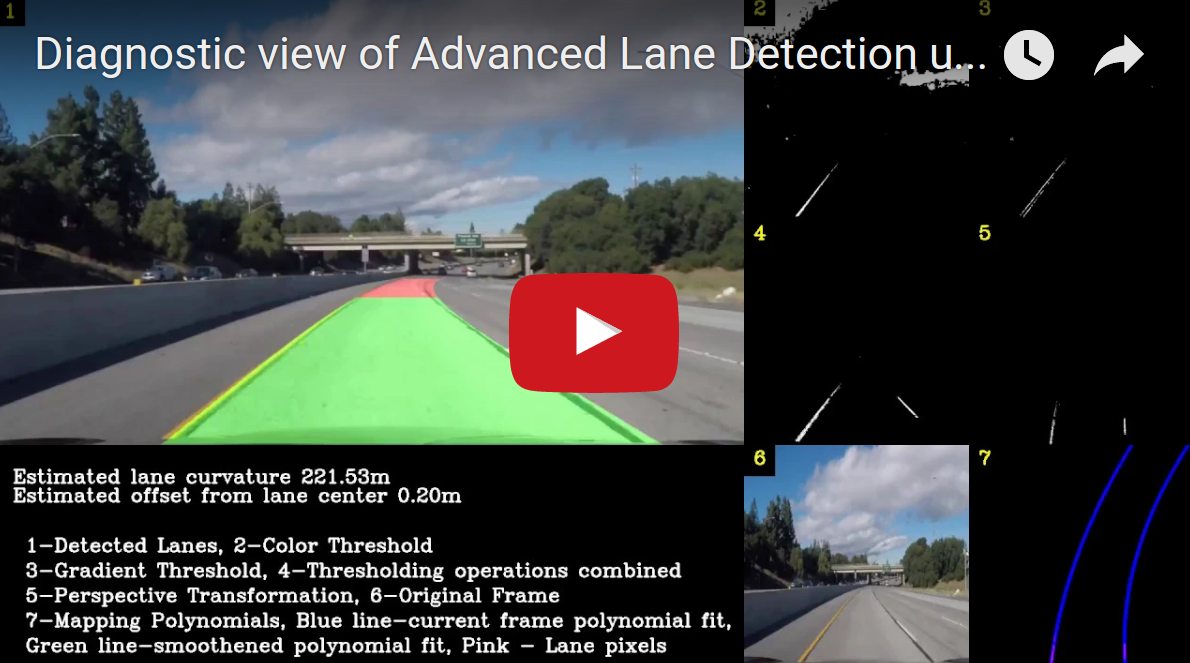 1
2
3
Diagnostic view of Advanced Lane Detection u...
4
5
6
7
Estimated lane curvature 221.53m
Estimated offset from lane center 0.20m
1-Detected Lanes, 2-Color Threshold
3-Gradient Threshold, 4-Thresholding operations combined
5-Perspective Transformation, 6-Original Frame
7-Mapping Polynomials, Blue line-current frame polynomial fit,
Green line-smoothened polynomial fit, Pink - Lane pixels